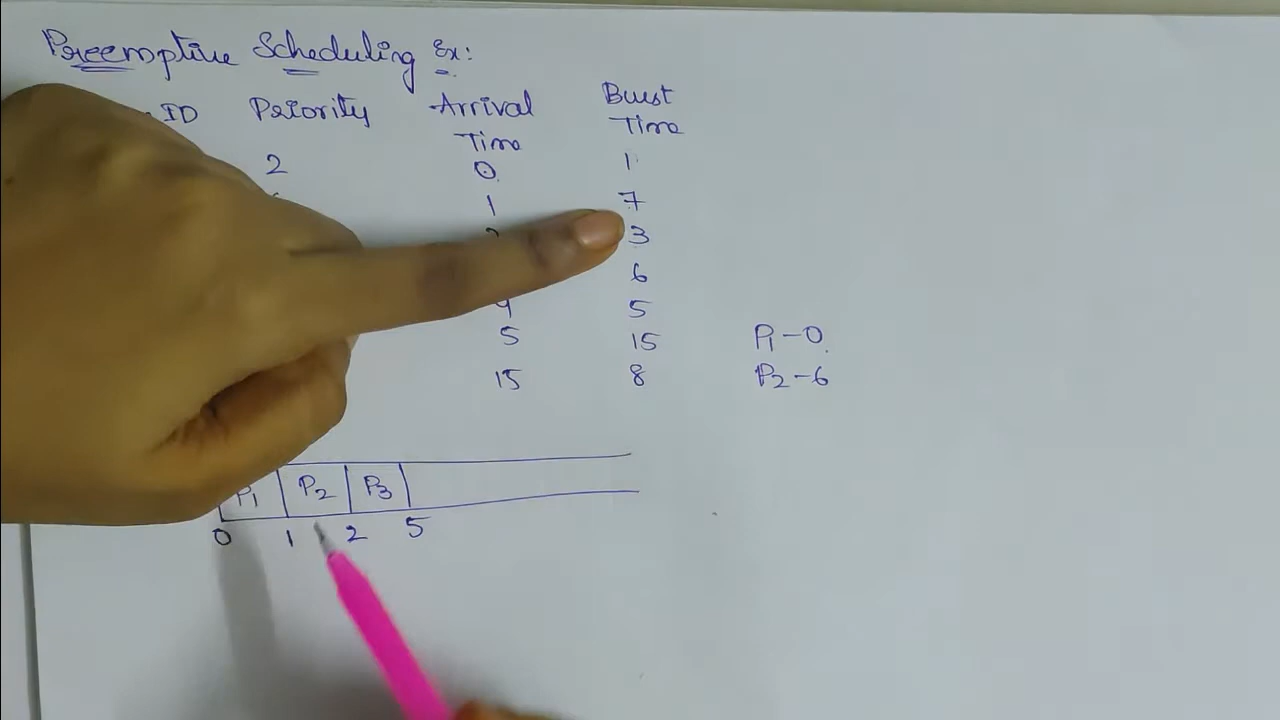 Preemptive Scheduling Ex:
ID Priority Arrival Time Burst Time
2 0 1
1 7
3
6
4 5
5 15 P1-0
15 8 P2-6
P1 P2 P3
0 1 2 5